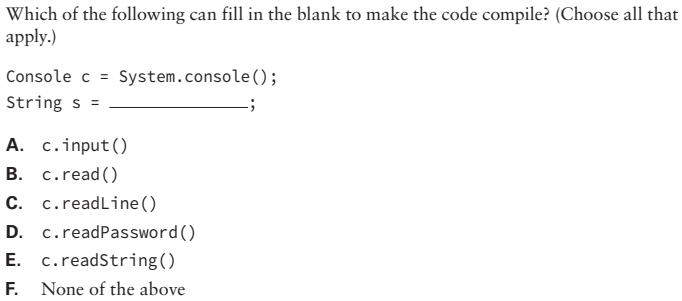 Which of the following can fill in the blank to make the code compile? (Choose all that
apply.)
Console c = System.console();
String s = ______________;
A. c.input()
B. c.read()
C. c.readLine()
D. c.readPassword()
E. c.readString()
F. None of the above